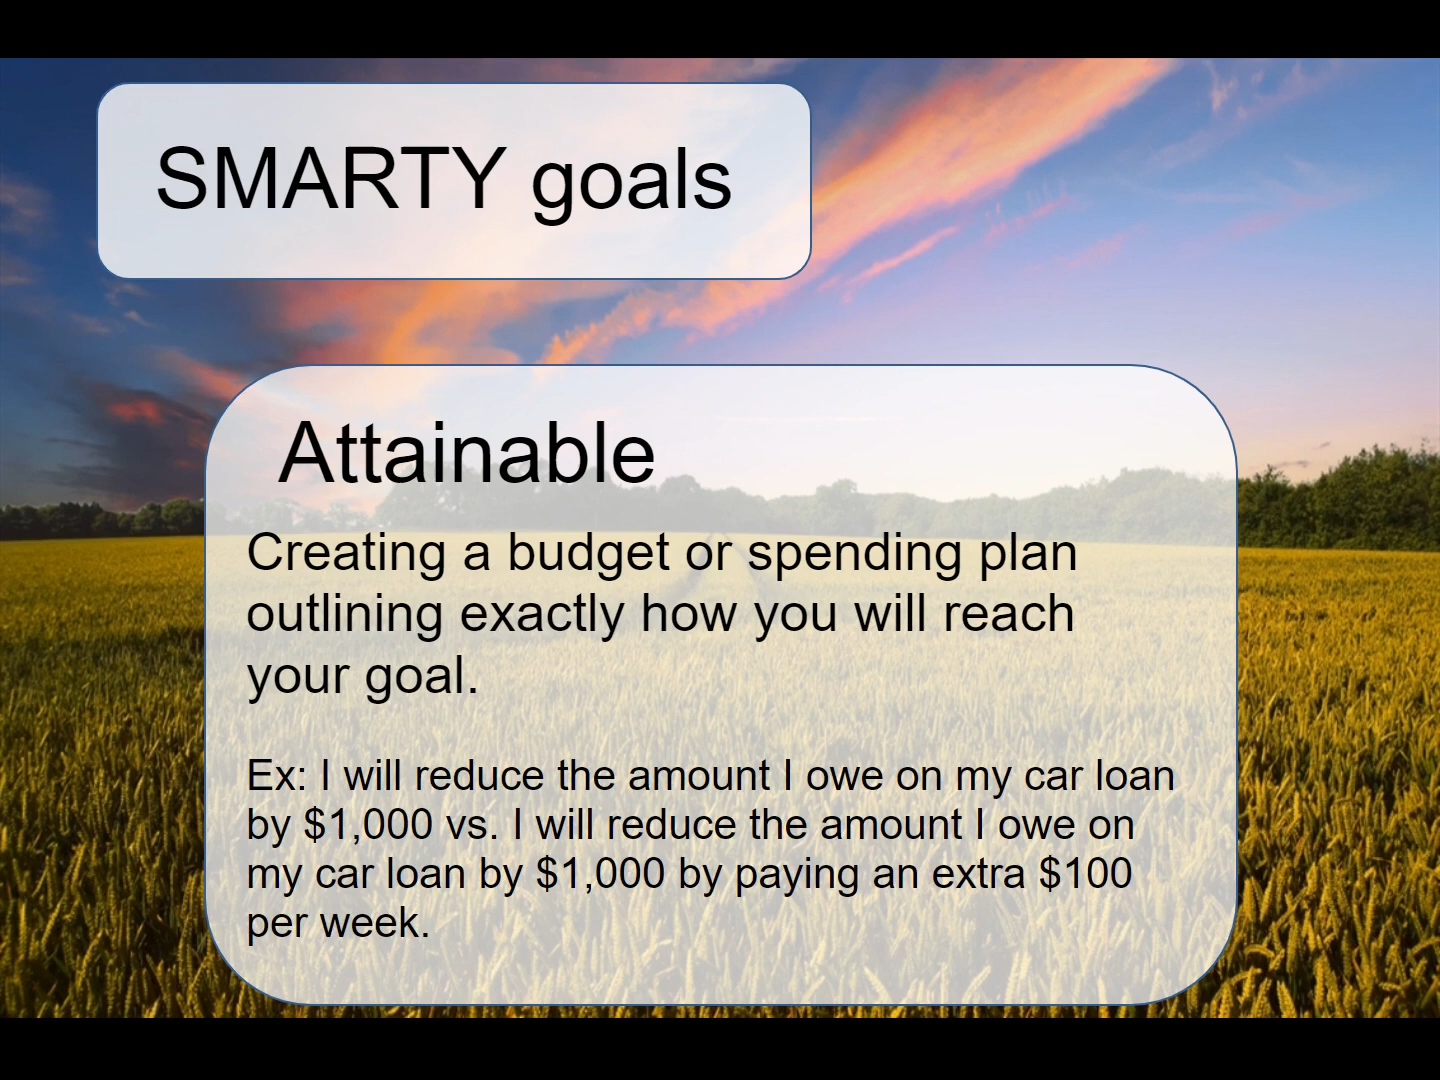 SMARTY goals
Attainable
Creating a budget or spending plan
outlining exactly how you will reach
your goal.
Ex: I will reduce the amount I owe on my car loan
by $1,000 vs. I will reduce the amount I owe on
my car loan by $1,000 by paying an extra $100
per week.